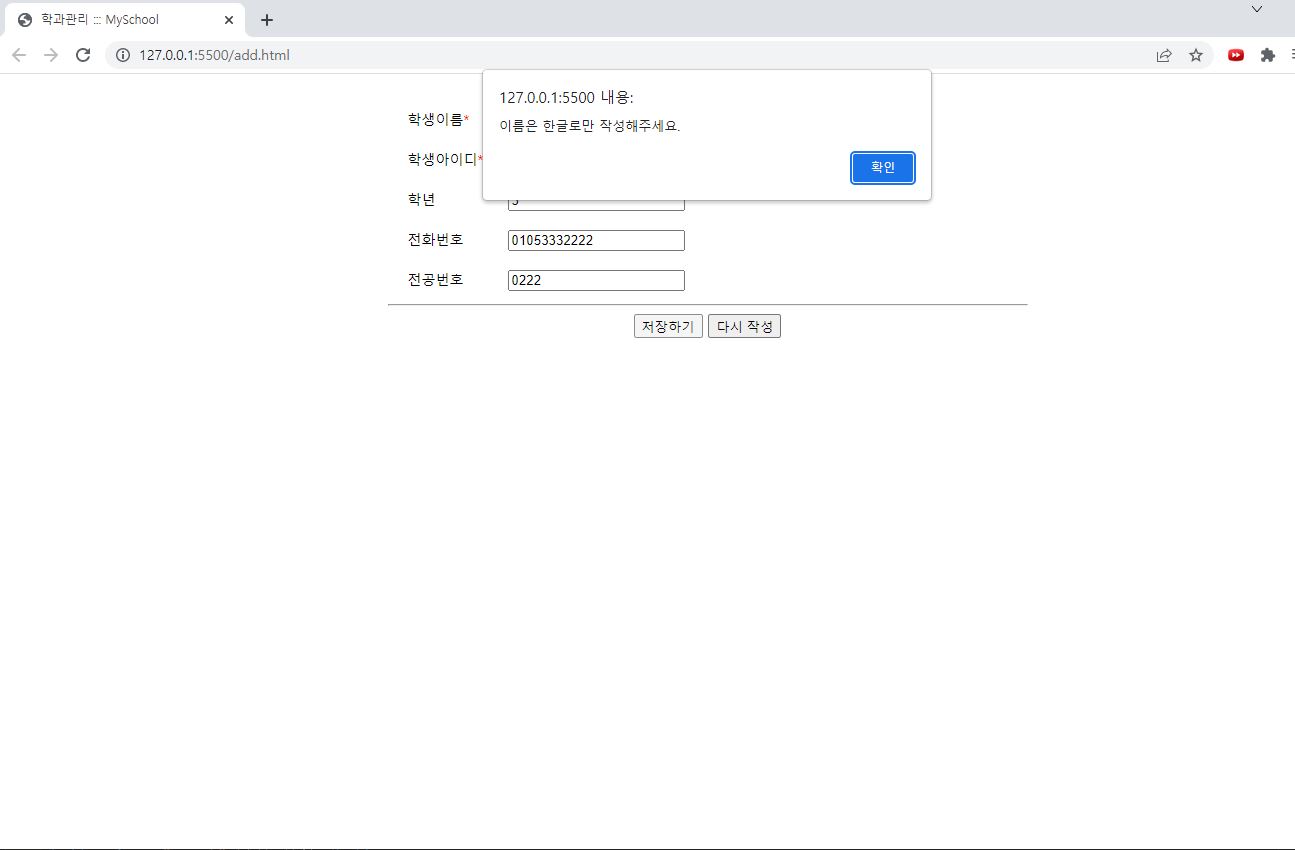 학과관리 ::: MySchool
127.0.0.1:5500/add.html
127.0.0.1:5500 내용:
이름은 한글로만 작성해주세요.
확인
학생이름*
학생아이디*
학년
전화번호 01053332222
전공번호 0222
저장하기 다시 작성